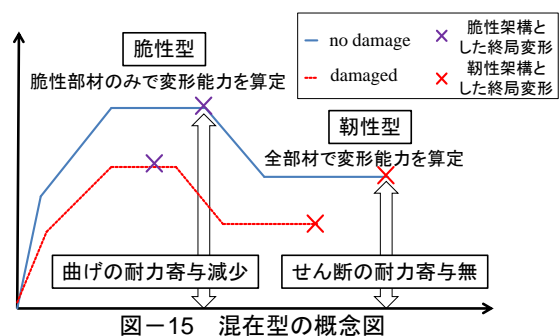 脆性型
脆性部材のみで変形能力を算定
no damage
damaged
脆性架構と
した終局変形
靭性架構と
した終局変形
靭性型
全部材で変形能力を算定
曲げの耐力寄与減少
せん断の耐力寄与無
図－15 混在型の概念図